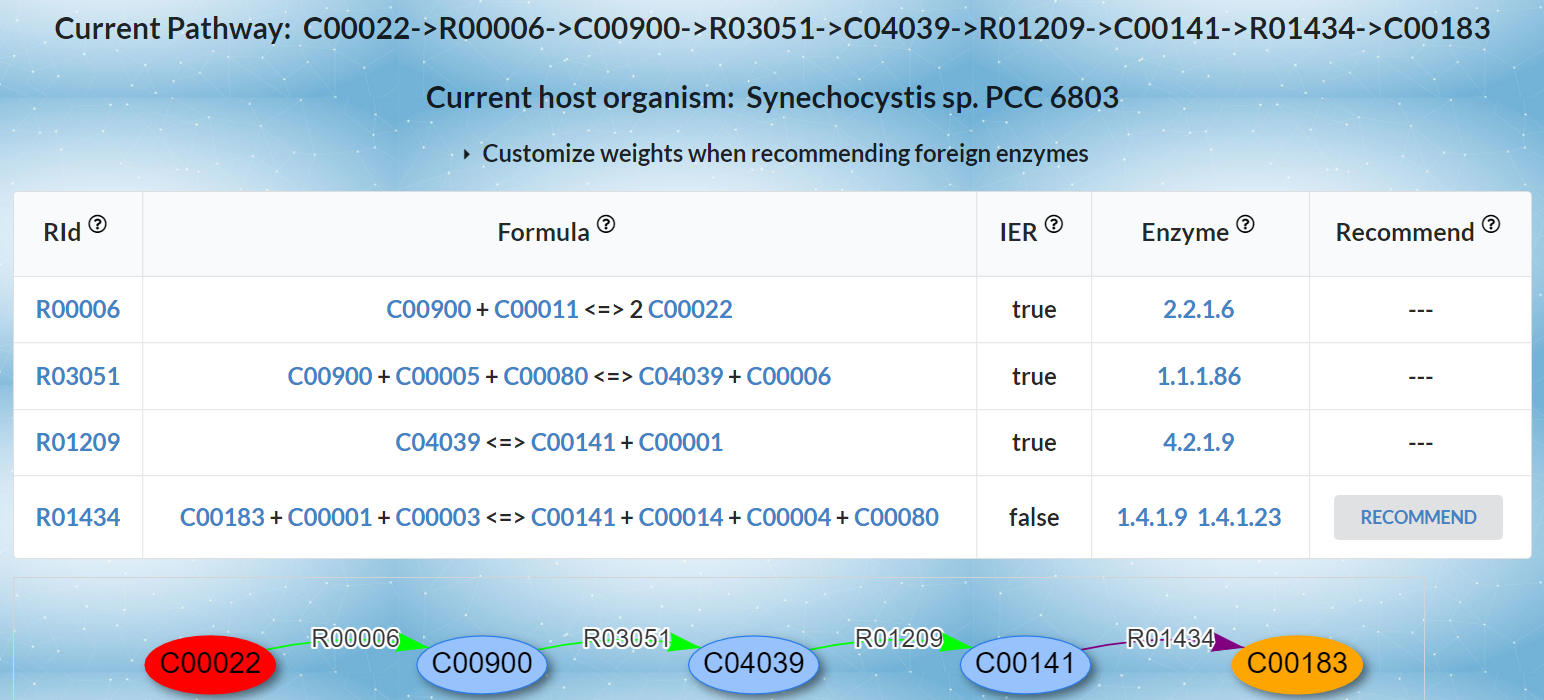 Current Pathway: C00022->R00006->C00900->R03051->C04039->R01209->C00141->R01434->C00183
Current host organism: Synechocystis sp. PCC 6803
Customize weights when recommending foreign enzymes
RId ? Formula ? IER ? Enzyme ? Recommend ?
R00006 C00900 + C00011 <=> 2 C00022 true 2.2.1.6 ---
R03051 C00900 + C00005 + C00080 <=> C04039 + C00006 true 1.1.1.86 ---
R01209 C04039 <=> C00141 + C00001 true 4.2.1.9 ---
R01434 C00183 + C00001 + C00003 <=> C00141 + C00014 + C00004 + C00080 false 1.4.1.9 1.4.1.23 RECOMMEND
R00006 R03051 R01209 R01434
C00022 C00900 C04039 C00141 C00183